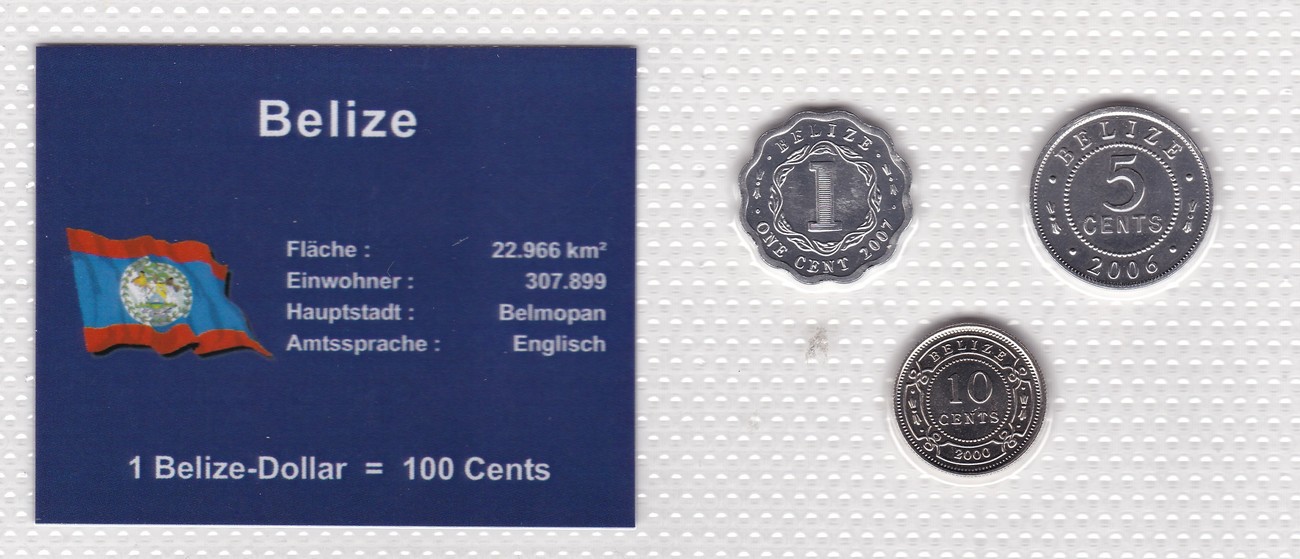 Belize
Fläche : 22.966 km²
Einwohner : 307.899
Hauptstadt : Belmopan
Amtssprache : Englisch
1 Belize-Dollar = 100 Cents
BELIZE
1
ONE CENT 2007
BELIZE
5
CENTS
2006
BELIZE
10
CENTS
2000